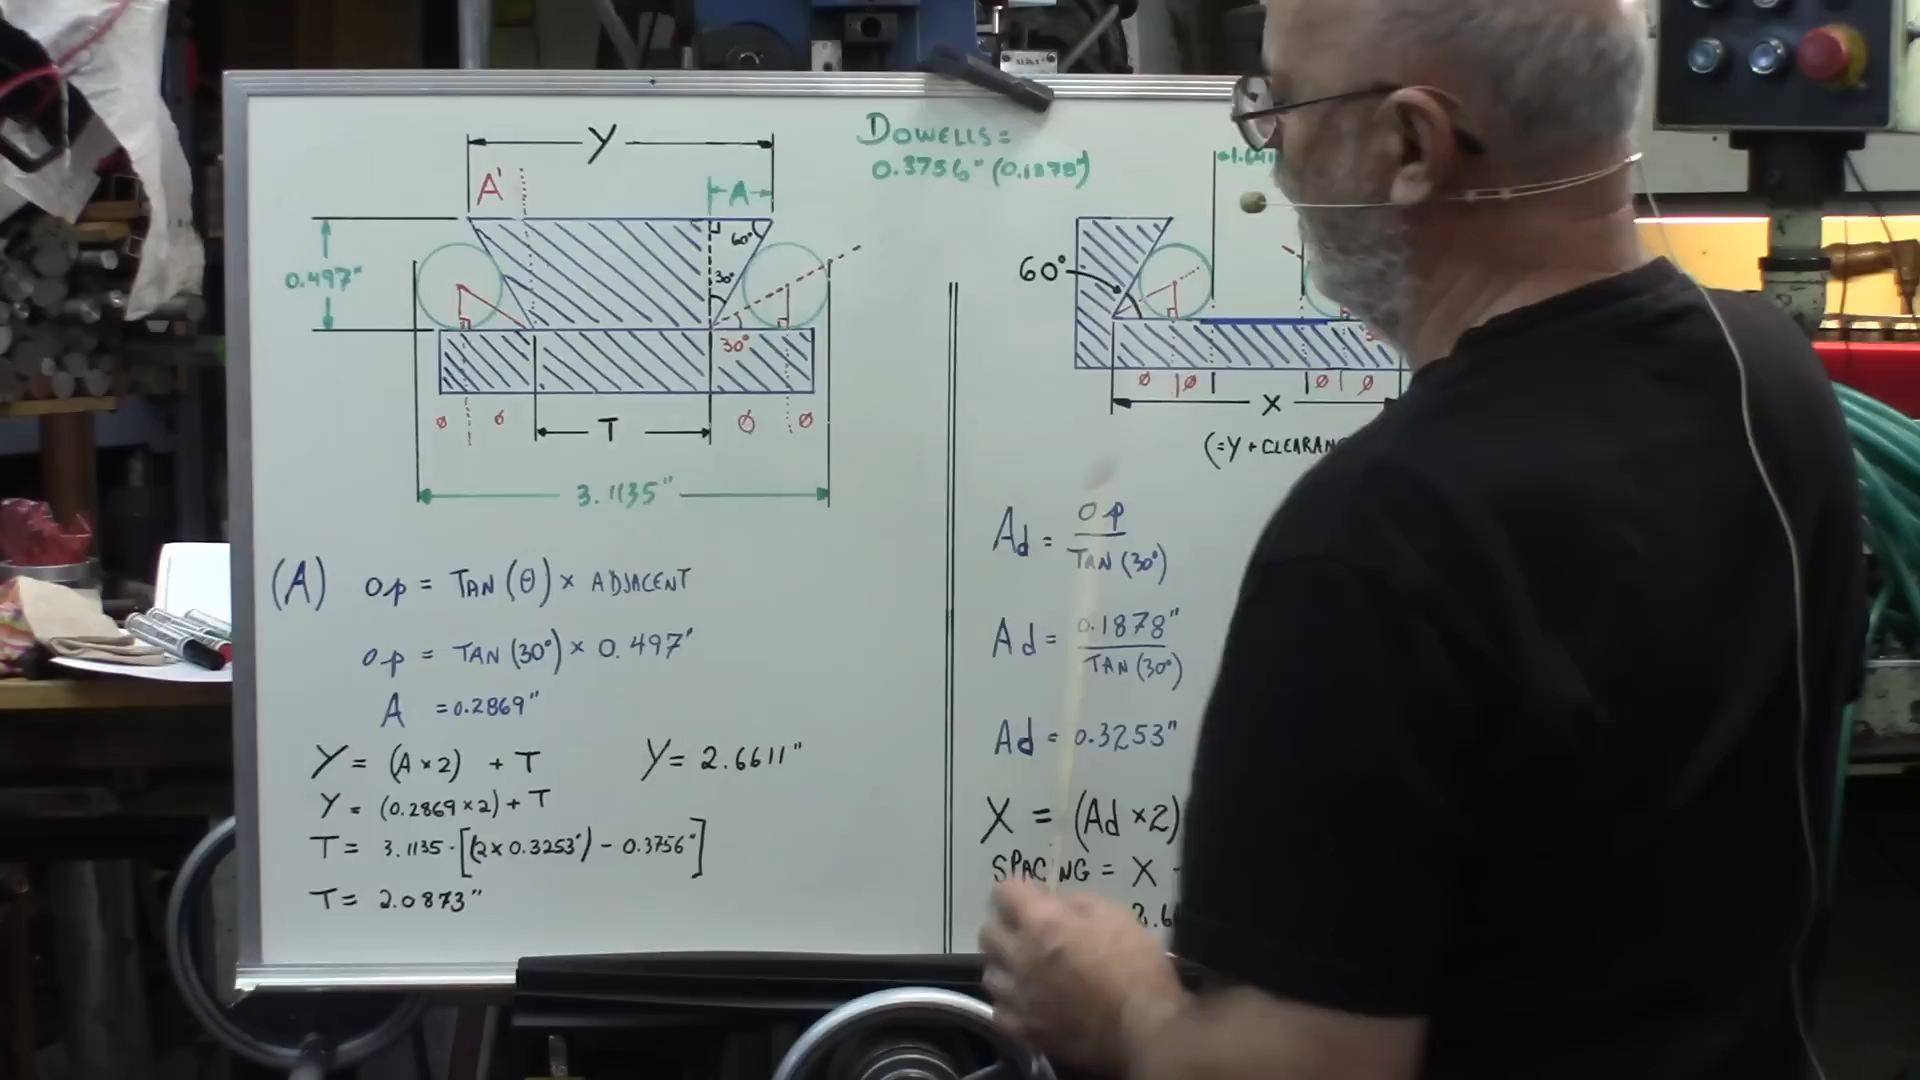 Y
A'
A
60°
30°
0.497"
30°
ø ø T ø ø
3.1135"
DOWELLS =
0.3756" (0.1878")
60°
ø ø ø ø
X
(=Y + CLEARAN
(A) Op = TAN (θ) × ADJACENT
Op = TAN (30°) × 0.497"
A = 0.2869"
Y = (A × 2) + T
Y = 2.6611"
Y = (0.2869 × 2) + T
T = 3.1135 - [(2 × 0.3253") - 0.3756"]
T = 2.0873"
Ad = Op / TAN (30°)
Ad = 0.1878" / TAN (30°)
Ad = 0.3253"
X = (Ad × 2)
SPACING = X -
2.6